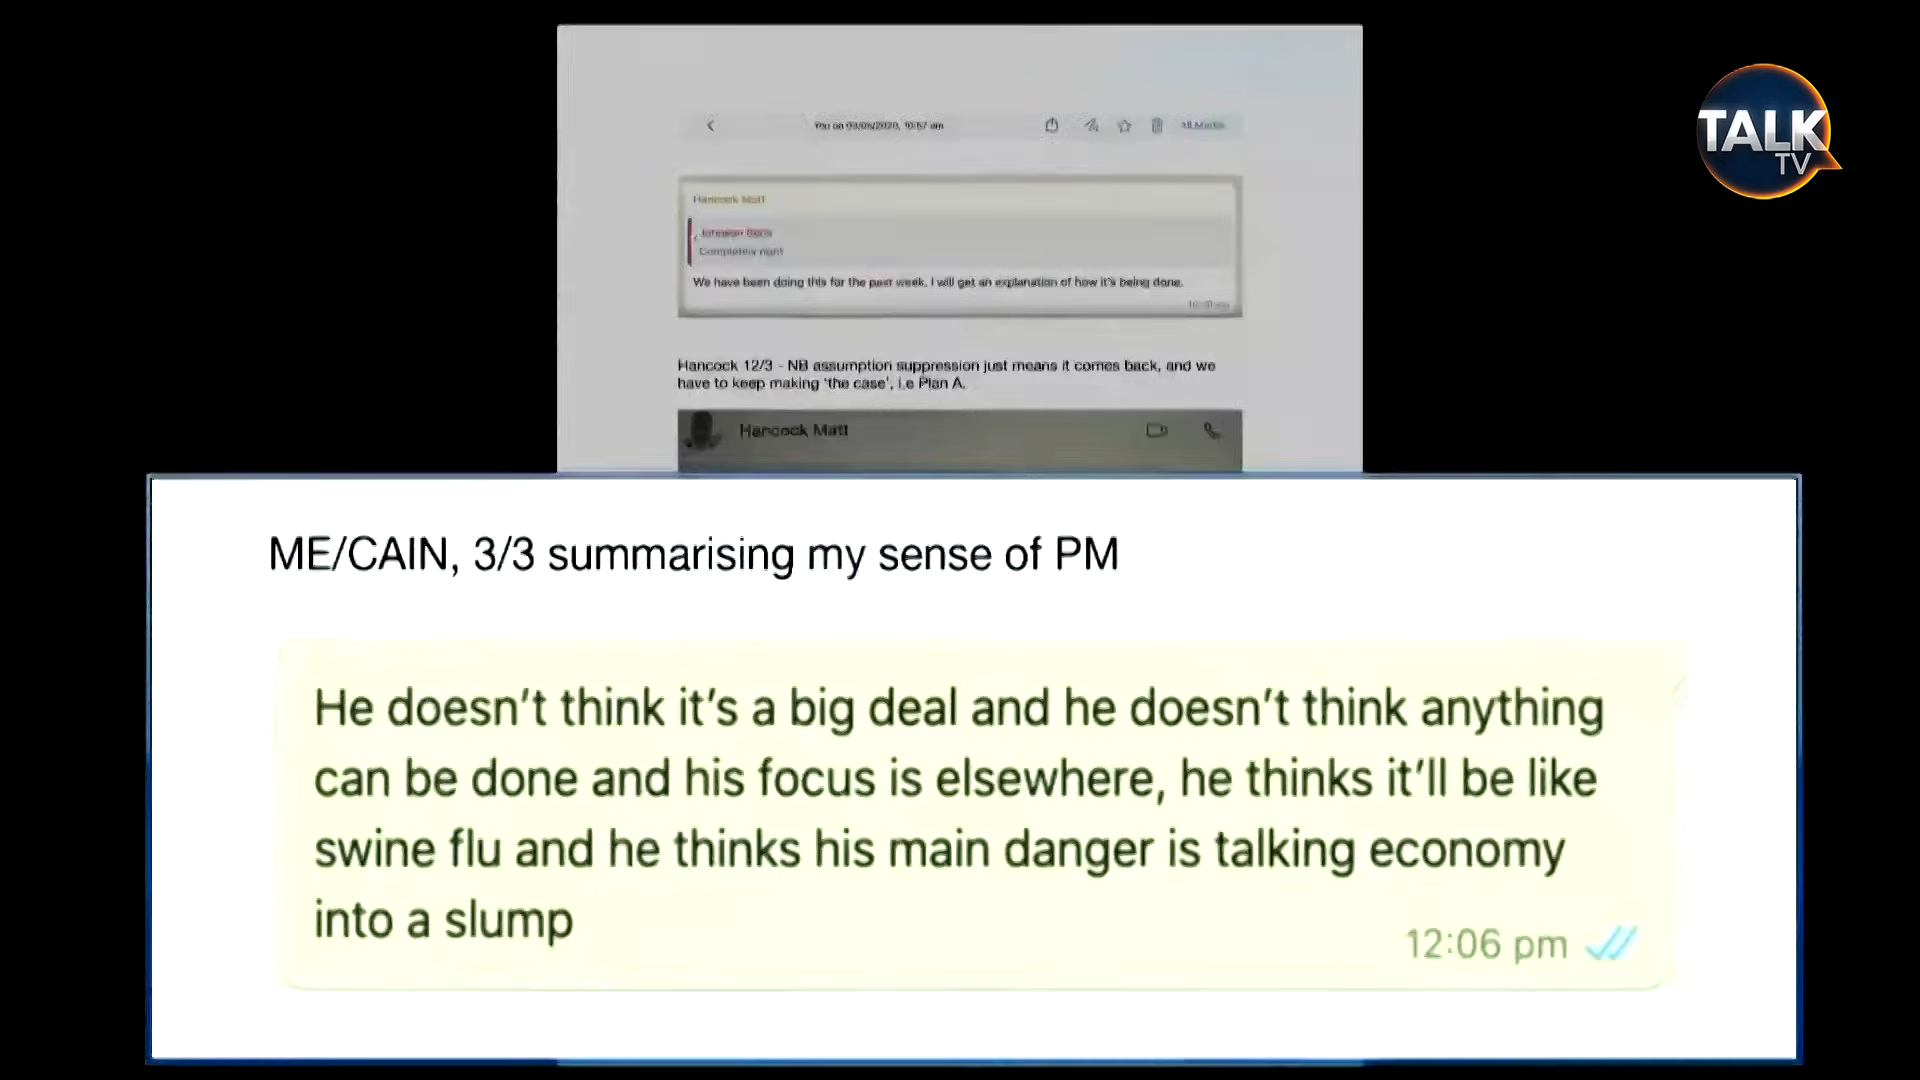 TALK
TV
Hancock Matt
Johnson Boris
Completely right
We have been doing this for the past week. I will get an explanation of how it's being done.
Hancock 12/3 - NB assumption suppression just means it comes back, and we
have to keep making 'the case', i.e Plan A.
Hancock Matt
ME/CAIN, 3/3 summarising my sense of PM
He doesn't think it's a big deal and he doesn't think anything
can be done and his focus is elsewhere, he thinks it'll be like
swine flu and he thinks his main danger is talking economy
into a slump
12:06 pm